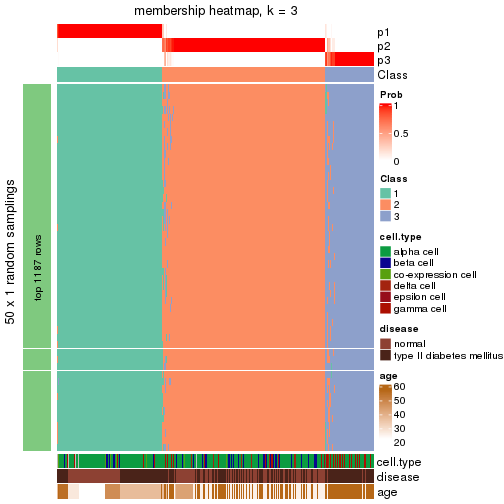 membership heatmap, k = 3
p1
p2
p3
Class
50 x 1 random samplings
top 1187 rows
Prob
1
0.5
0
Class
1
2
3
cell.type
alpha cell
beta cell
co-expression cell
delta cell
epsilon cell
gamma cell
disease
normal
type II diabetes mellitus
age
60
50
40
30
20
cell.type
disease
age